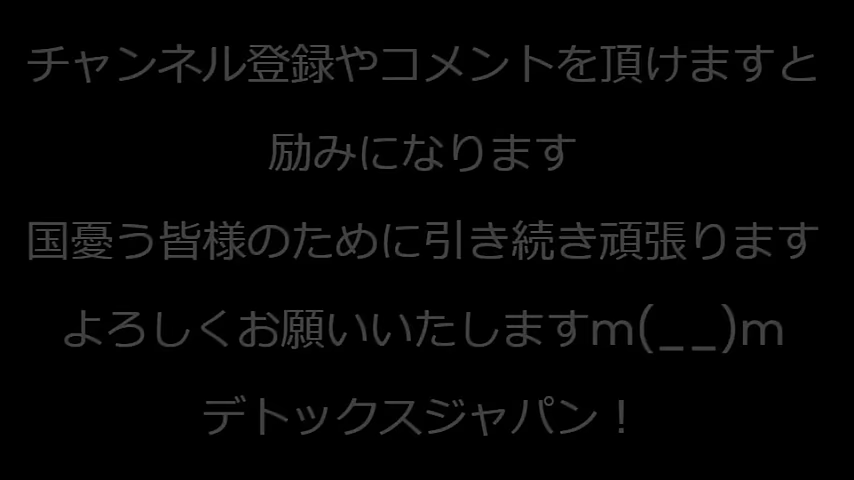 チャンネル登録やコメントを頂けますと
励みになります
国憂う皆様のために引き続き頑張ります
よろしくお願いいたしますm(__)m
デトックスジャパン！